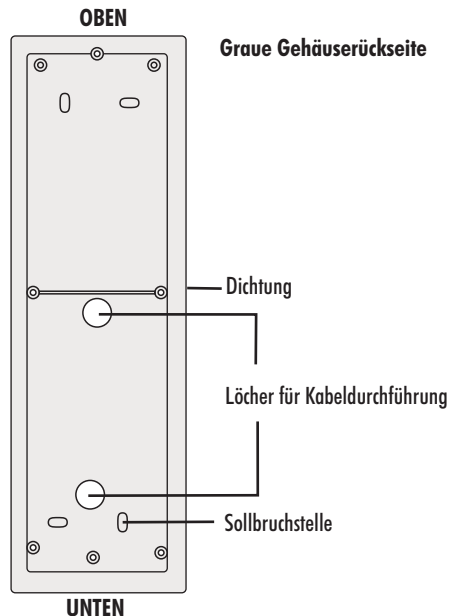 OBEN
Graue Gehäuserückseite
Dichtung
Löcher für Kabeldurchführung
Sollbruchstelle
UNTEN